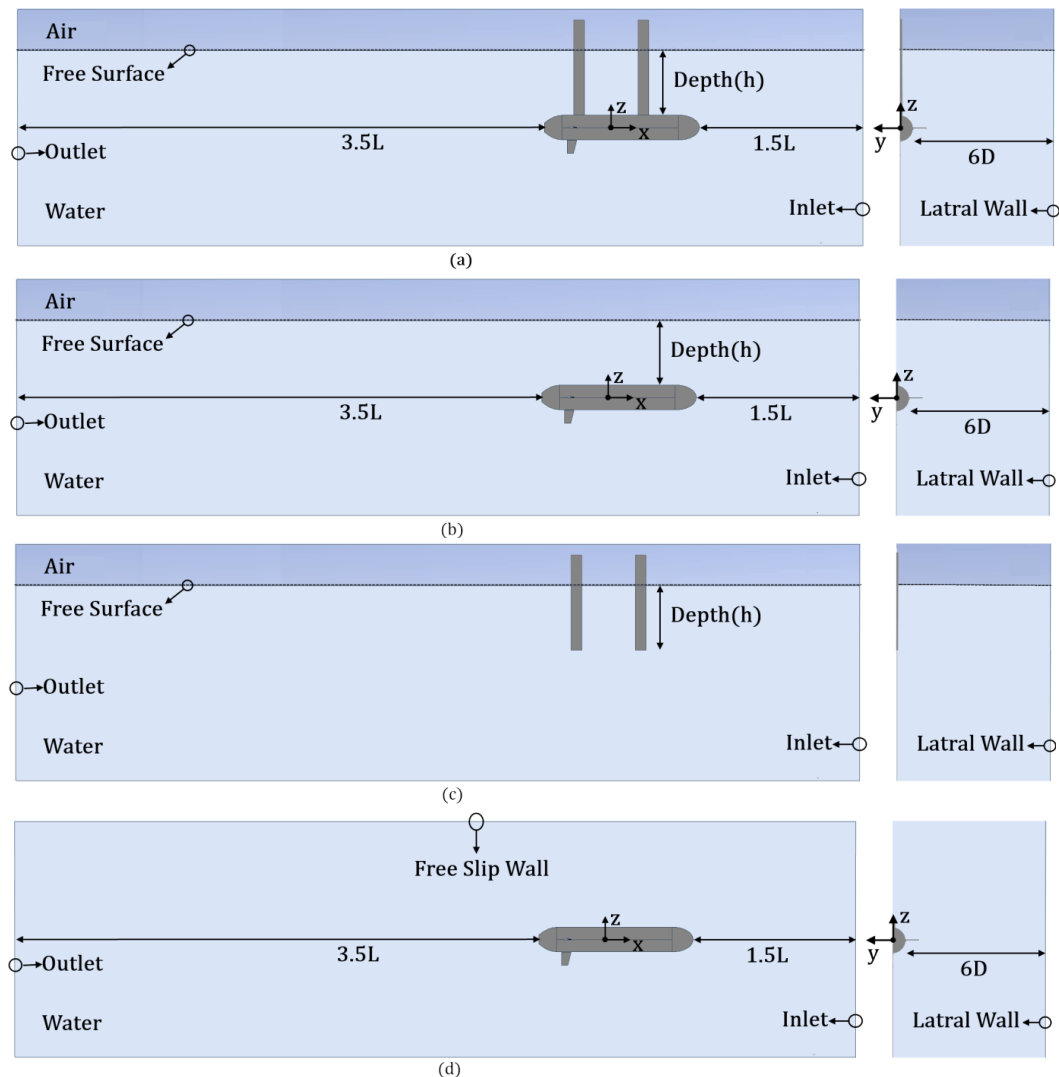 Air
Free Surface
Depth(h)
z
x
3.5L
1.5L
Outlet
Water
Inlet
z
y
6D
Latral Wall
(a)
Air
Free Surface
Depth(h)
z
x
3.5L
1.5L
Outlet
Water
Inlet
z
y
6D
Latral Wall
(b)
Air
Free Surface
Depth(h)
Outlet
Water
Inlet
Latral Wall
(c)
Free Slip Wall
z
x
3.5L
1.5L
Outlet
Water
Inlet
z
y
6D
Latral Wall
(d)